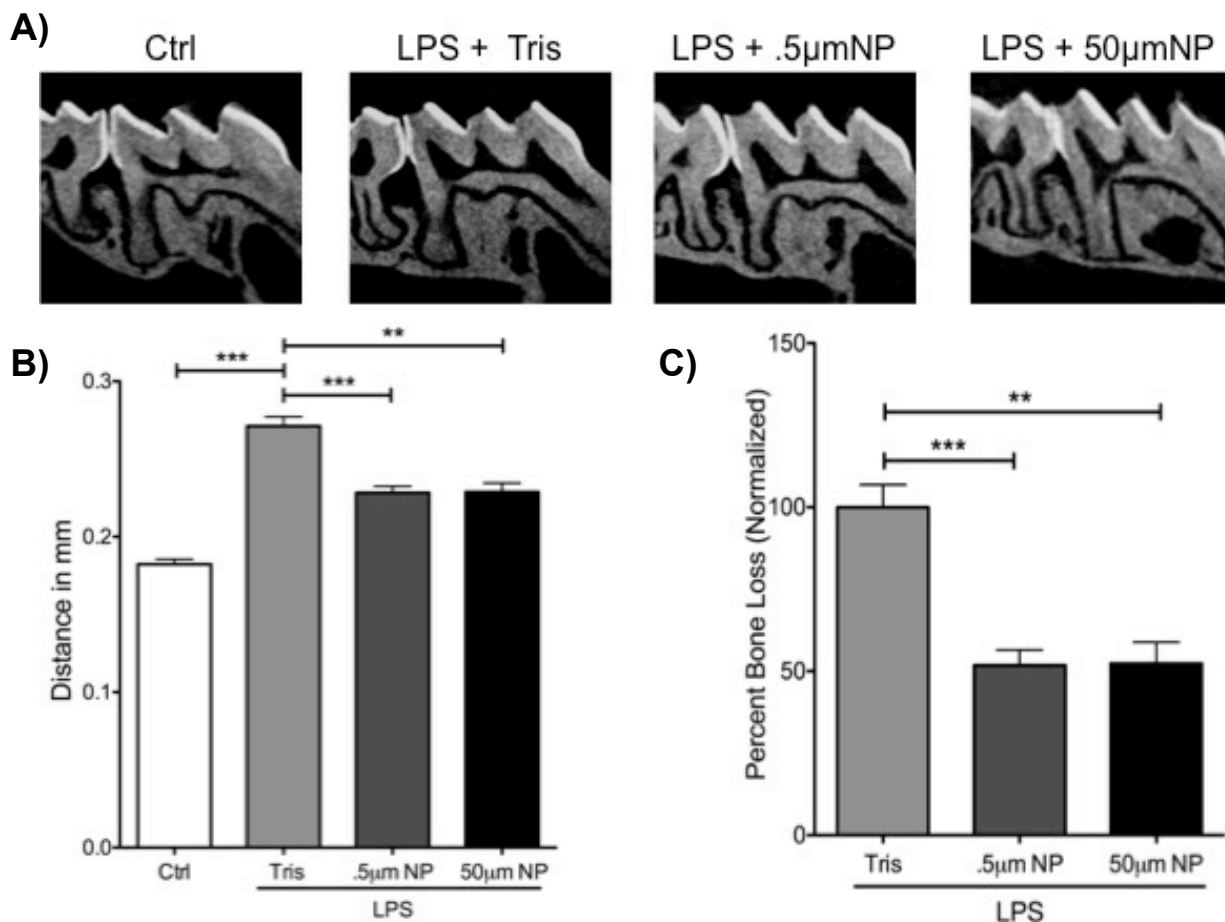 A)
Ctrl
LPS + Tris
LPS + .5μmNP
LPS + 50μmNP
B)
Distance in mm
0.3
0.2
0.1
0.0
***
**
***
Ctrl
Tris
.5μm NP
50μm NP
LPS
C)
Percent Bone Loss (Normalized)
150
100
50
0
**
***
Tris
.5μm NP
50μm NP
LPS